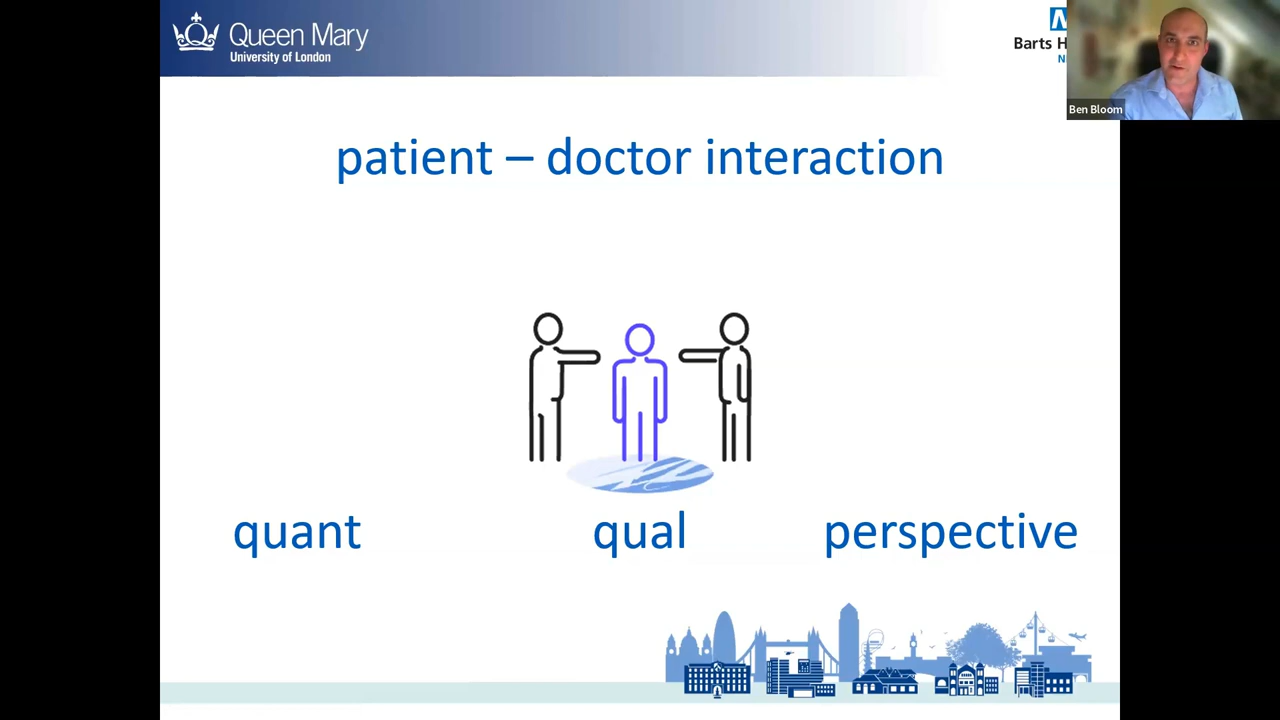 Queen Mary
University of London
Barts H
Ben Bloom
patient – doctor interaction
quant
qual
perspective